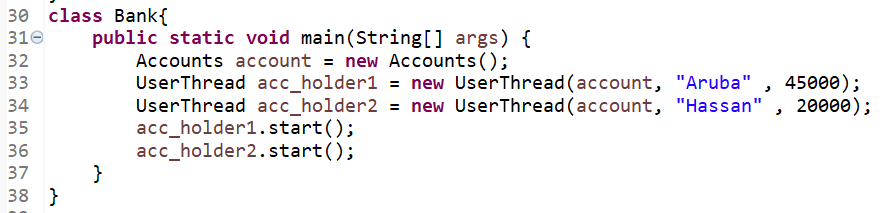 30 class Bank{
31 public static void main(String[] args) {
32 Accounts account = new Accounts();
33 UserThread acc_holder1 = new UserThread(account, "Aruba" , 45000);
34 UserThread acc_holder2 = new UserThread(account, "Hassan" , 20000);
35 acc_holder1.start();
36 acc_holder2.start();
37 }
38 }